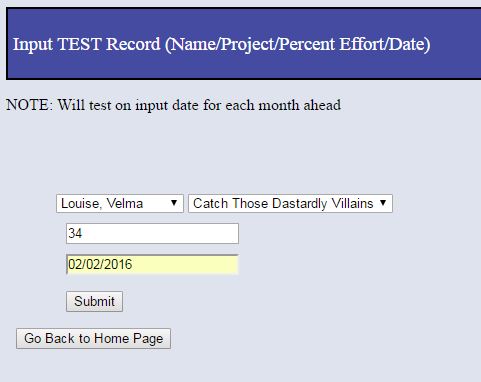 Input TEST Record (Name/Project/Percent Effort/Date)
NOTE: Will test on input date for each month ahead
Louise, Velma Catch Those Dastardly Villains
34
02/02/2016
Submit
Go Back to Home Page